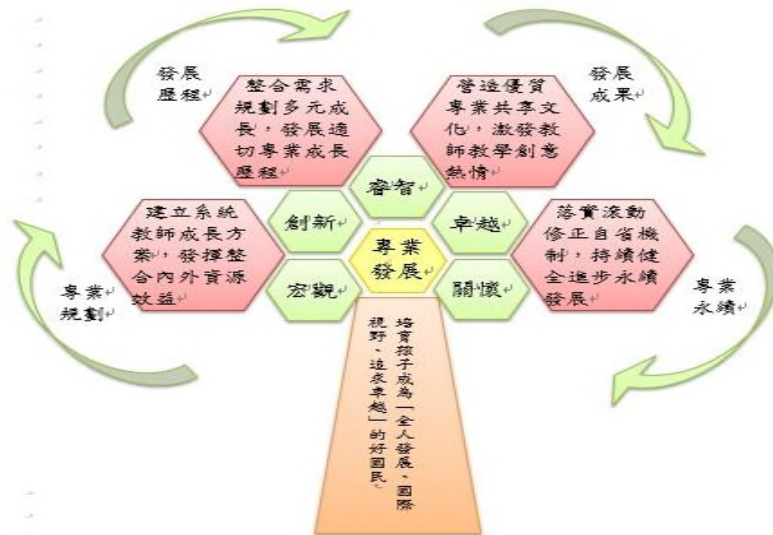 發展
歷程
整合需求
規劃多元成
長，發展適
切專業成長
歷程
營造優質
專業共享文
化，激發教
師教學創意
熱情
發展
成果
建立系統
教師成長方
案，發揮整
合內外資源
效益
創新
睿智
卓越
落實滾動
修正自省機
制，持續健
全進步永續
發展
專業
規劃
宏觀
專業
發展
關懷
專業
永續
培育孩子成為「全人發展、國際
視野、追求卓越」的好國民